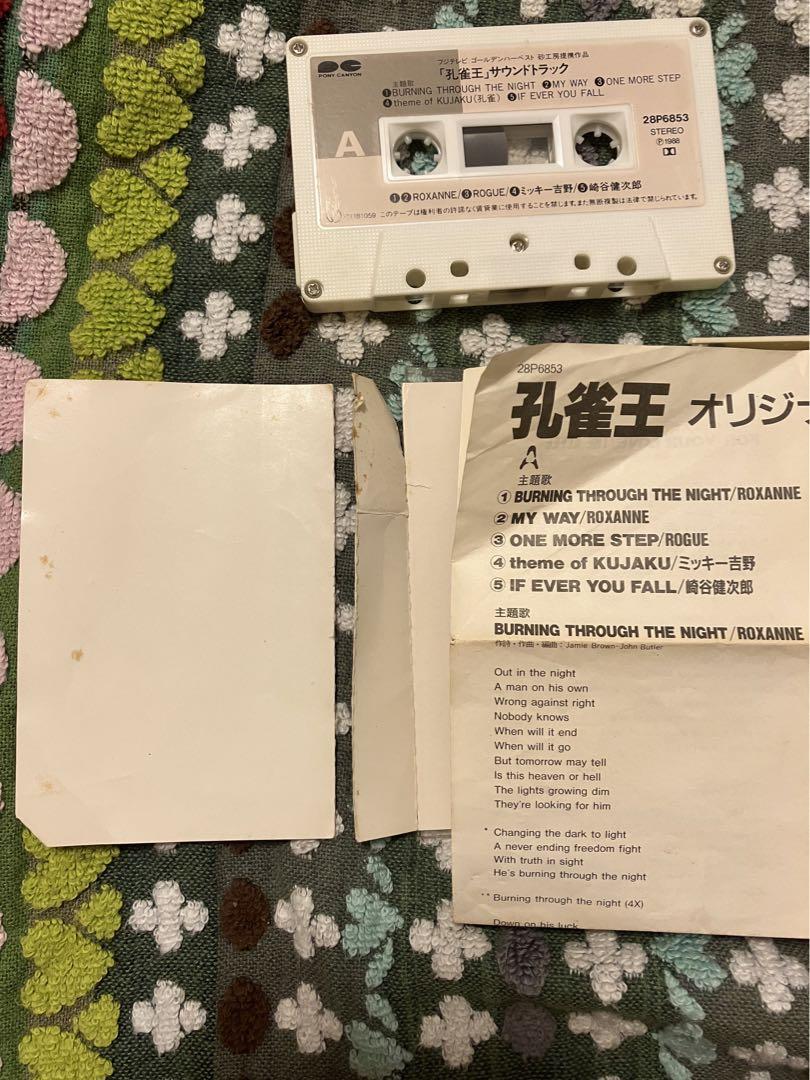 PONY CANYON
フジテレビ ゴールデンハーベスト 砂工房提携作品
「孔雀王」サウンドトラック
主題歌
❶BURNING THROUGH THE NIGHT ❷MY WAY ❸ONE MORE STEP
❹theme of KUJAKU(孔雀) ❺IF EVER YOU FALL
A
28P6853
STEREO
Ⓟ1988
❶❷ROXANNE/❸ROGUE/❹ミッキー吉野/❺崎谷健次郎
このテープは権利者の許諾なく賃貸業に使用することを禁じます。また無断複製は法律で禁じられています。
28P6853
孔雀王 オリジナ
A
主題歌
①BURNING THROUGH THE NIGHT/ROXANNE
②MY WAY/ROXANNE
③ONE MORE STEP/ROGUE
④theme of KUJAKU/ミッキー吉野
⑤IF EVER YOU FALL/崎谷健次郎
主題歌
BURNING THROUGH THE NIGHT/ROXANNE
作詩・作曲・編曲：Jamie Brown-John Butler
Out in the night
A man on his own
Wrong against right
Nobody knows
When will it end
When will it go
But tomorrow may tell
Is this heaven or hell
The lights growing dim
They're looking for him
* Changing the dark to light
A never ending freedom fight
With truth in sight
He's burning through the night
** Burning through the night (4X)
Down on his luck